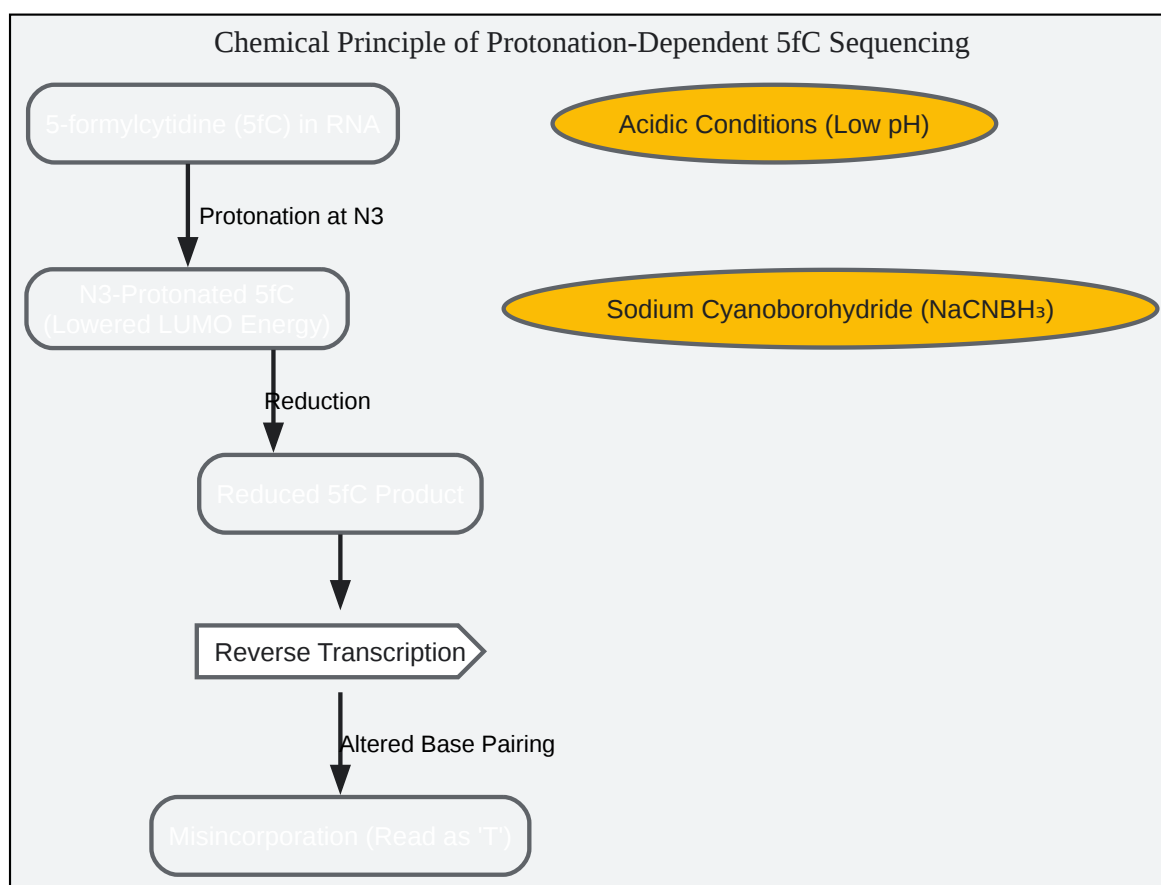 Chemical Principle of Protonation-Dependent 5fC Sequencing
5-formylcytidine (5fC) in RNA
Acidic Conditions (Low pH)
Protonation at N3
N3-Protonated 5fC
(Lowered LUMO Energy)
Sodium Cyanoborohydride (NaCNBH₃)
Reduction
Reduced 5fC Product
Reverse Transcription
Altered Base Pairing
Misincorporation (Read as 'T')